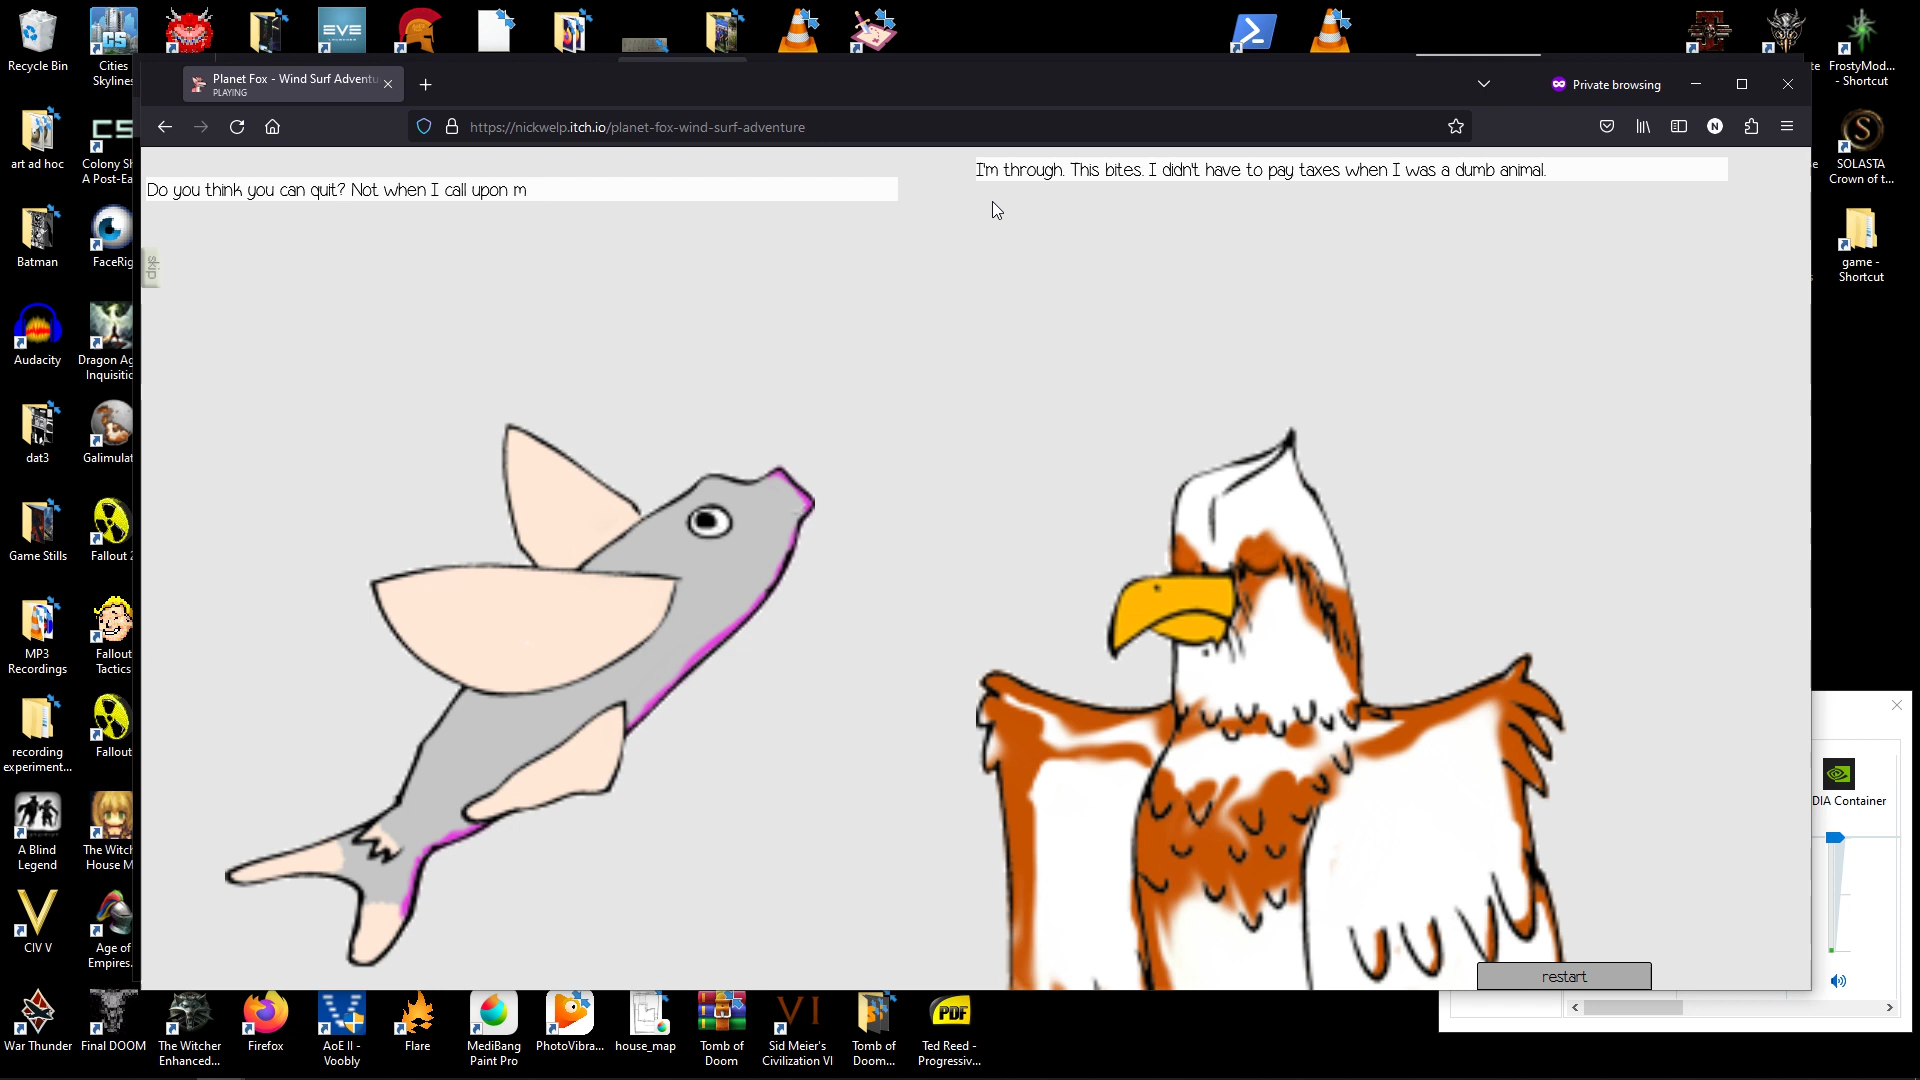 Recycle Bin
Cities
Skylines
EVE
FrostyMod...
- Shortcut
Planet Fox - Wind Surf Adventu
PLAYING
Private browsing
https://nickwelp.itch.io/planet-fox-wind-surf-adventure
I'm through. This bites. I didn't have to pay taxes when I was a dumb animal.
Do you think you can quit? Not when I call upon m
skip
restart
art ad hoc
Colony Sh
A Post-Ea
SOLASTA
Crown of t...
Batman
FaceRig
game -
Shortcut
Audacity
Dragon Ag
Inquisitio
dat3
Galimulat
Game Stills
Fallout 2
MP3
Recordings
Fallout
Tactics
recording
experiment...
Fallout
DIA Container
A Blind
Legend
The Witch
House M
CIV V
Age of
Empires.
War Thunder
Final DOOM
The Witcher
Enhanced...
Firefox
AoE II -
Voobly
Flare
MediBang
Paint Pro
PhotoVibra...
house_map
Tomb of
Doom
Sid Meier's
Civilization VI
Tomb of
Doom...
PDF
Ted Reed -
Progressiv...